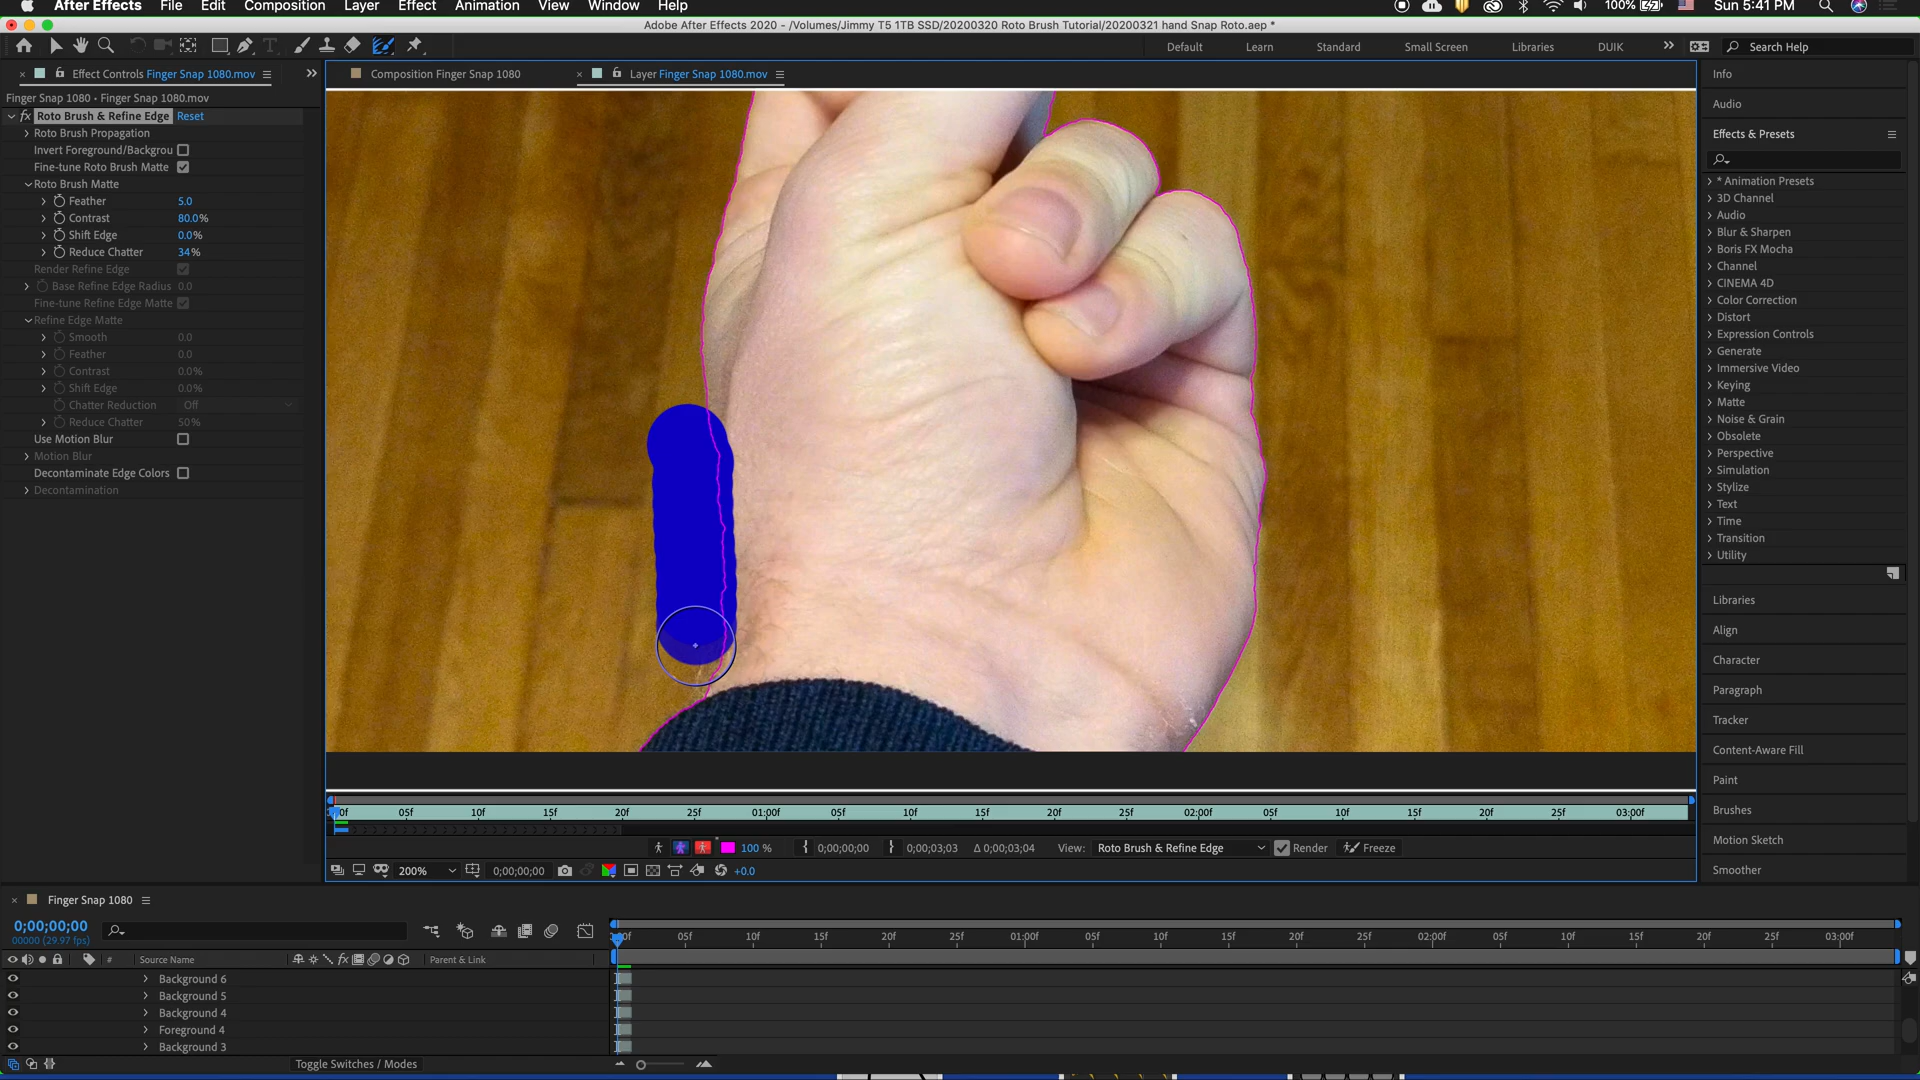 After Effects File Edit Composition Layer Effect Animation View Window Help 100% Sun 5:41 PM
Adobe After Effects 2020 - /Volumes/Jimmy T5 1TB SSD/20200320 Roto Brush Tutorial/20200321 hand Snap Roto.aep *
Default Learn Standard Small Screen Libraries DUIK Search Help
Effect Controls Finger Snap 1080.mov
Composition Finger Snap 1080
Layer Finger Snap 1080.mov
Finger Snap 1080 • Finger Snap 1080.mov
fx Roto Brush & Refine Edge Reset
Roto Brush Propagation
Invert Foreground/Backgrou
Fine-tune Roto Brush Matte
Roto Brush Matte
Feather 5.0
Contrast 80.0%
Shift Edge 0.0%
Reduce Chatter 34%
Render Refine Edge
Base Refine Edge Radius 0.0
Fine-tune Refine Edge Matte
Refine Edge Matte
Smooth 0.0
Feather 0.0
Contrast 0.0%
Shift Edge 0.0%
Chatter Reduction Off
Reduce Chatter 50%
Use Motion Blur
Motion Blur
Decontaminate Edge Colors
Decontamination
Info
Audio
Effects & Presets
* Animation Presets
3D Channel
Audio
Blur & Sharpen
Boris FX Mocha
Channel
CINEMA 4D
Color Correction
Distort
Expression Controls
Generate
Immersive Video
Keying
Matte
Noise & Grain
Obsolete
Perspective
Simulation
Stylize
Text
Time
Transition
Utility
Libraries
Align
Character
Paragraph
Tracker
Content-Aware Fill
Paint
Brushes
Motion Sketch
Smoother
05f 10f 15f 20f 25f 01:00f 05f 10f 15f 20f 25f 02:00f 05f 10f 15f 20f 25f 03:00f
100 % 0;00;00;00 0;00;03;03 Δ 0;00;03;04 View: Roto Brush & Refine Edge Render Freeze
200% 0;00;00;00 +0.0
Finger Snap 1080
0;00;00;00
00000 (29.97 fps)
05f 10f 15f 20f 25f 01:00f 05f 10f 15f 20f 25f 02:00f 05f 10f 15f 20f 25f 03:00f
# Source Name fx Parent & Link
Background 6
Background 5
Background 4
Foreground 4
Background 3
Toggle Switches / Modes